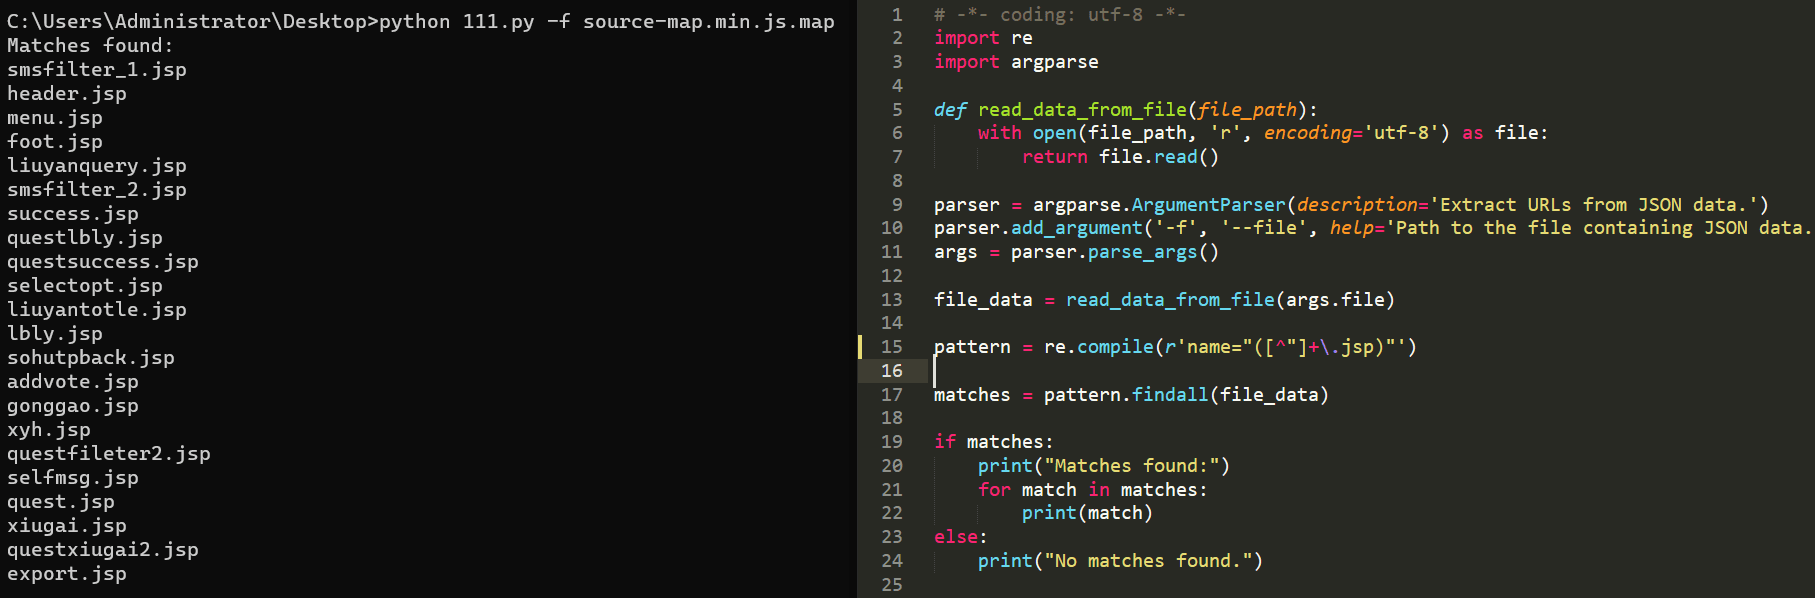 C:\Users\Administrator\Desktop>python 111.py -f source-map.min.js.map
Matches found:
smsfilter_1.jsp
header.jsp
menu.jsp
foot.jsp
liuyanquery.jsp
smsfilter_2.jsp
success.jsp
questlbly.jsp
questsuccess.jsp
selectopt.jsp
liuyantotle.jsp
lbly.jsp
sohutpback.jsp
addvote.jsp
gonggao.jsp
xyh.jsp
questfileter2.jsp
selfmsg.jsp
quest.jsp
xiugai.jsp
questxiugai2.jsp
export.jsp
1 # -*- coding: utf-8 -*-
2 import re
3 import argparse
4
5 def read_data_from_file(file_path):
6     with open(file_path, 'r', encoding='utf-8') as file:
7         return file.read()
8
9 parser = argparse.ArgumentParser(description='Extract URLs from JSON data.')
10 parser.add_argument('-f', '--file', help='Path to the file containing JSON data.
11 args = parser.parse_args()
12
13 file_data = read_data_from_file(args.file)
14
15 pattern = re.compile(r'name="([^"]+\.jsp)"')
16
17 matches = pattern.findall(file_data)
18
19 if matches:
20     print("Matches found:")
21     for match in matches:
22         print(match)
23 else:
24     print("No matches found.")
25